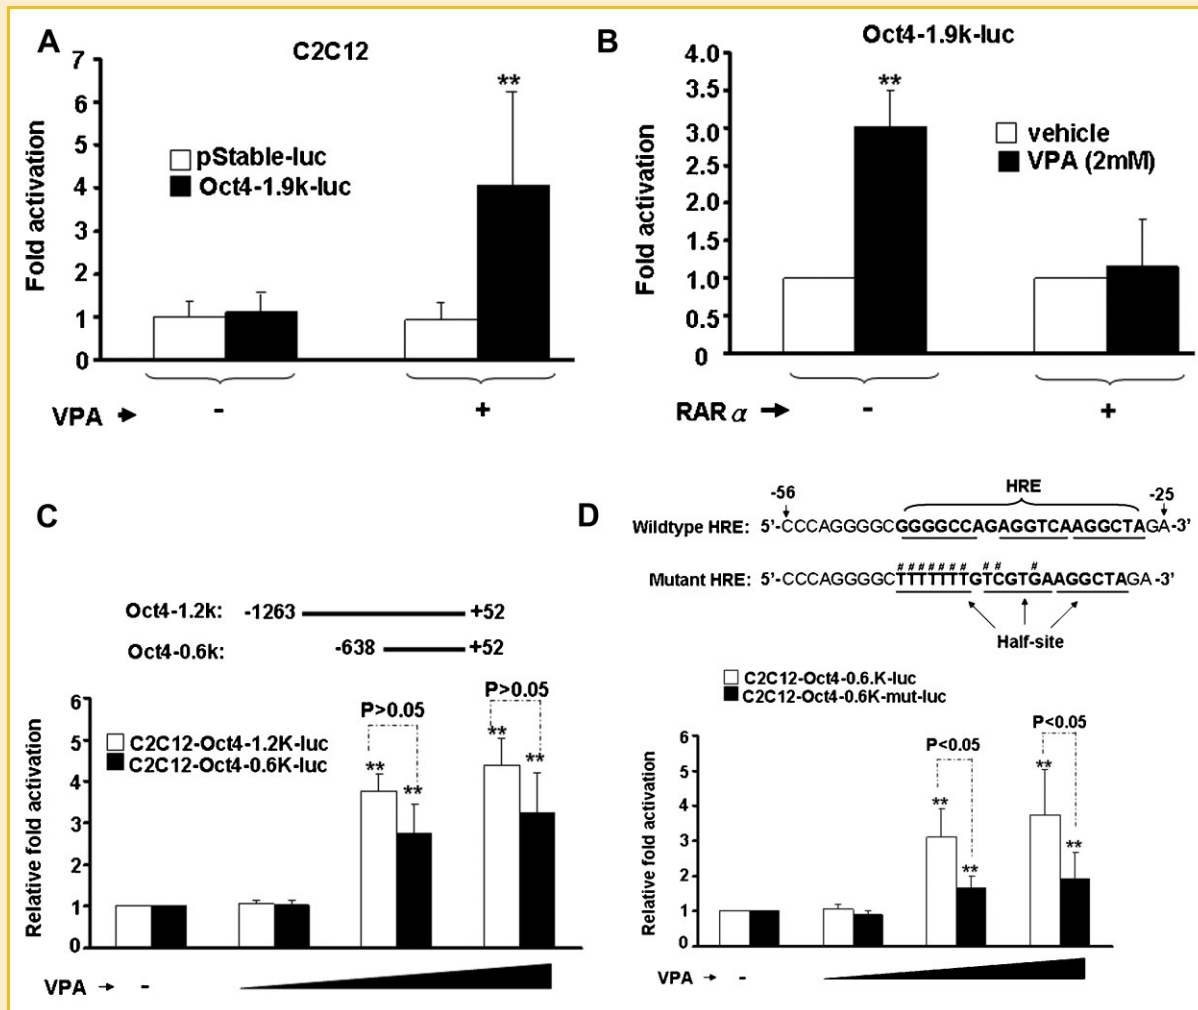 A
C2C12
7
6
5
4
3
2
1
0
Fold activation
pStable-luc
Oct4-1.9k-luc
**
VPA
-
+
B
Oct4-1.9k-luc
4.0
3.5
3.0
2.5
2.0
1.5
1.0
0.5
0
Fold activation
**
vehicle
VPA (2mM)
RAR α
-
+
C
Oct4-1.2k: -1263 +52
Oct4-0.6k: -638 +52
6
5
4
3
2
1
0
Relative fold activation
C2C12-Oct4-1.2K-luc
C2C12-Oct4-0.6K-luc
P>0.05
**
**
P>0.05
**
**
VPA → -
D
HRE
-56
-25
Wildtype HRE: 5'-CCCAGGGGCGGGGCCAGAGGTCAAGGCTAGA-3'
# # # # # # # # # #
Mutant HRE: 5'-CCCAGGGGCTTTTTTTGTCGTGAAGGCTAGA -3'
Half-site
C2C12-Oct4-0.6.K-luc
C2C12-Oct4-0.6K-mut-luc
6
5
4
3
2
1
0
Relative fold activation
P<0.05
**
**
P<0.05
**
**
VPA → -